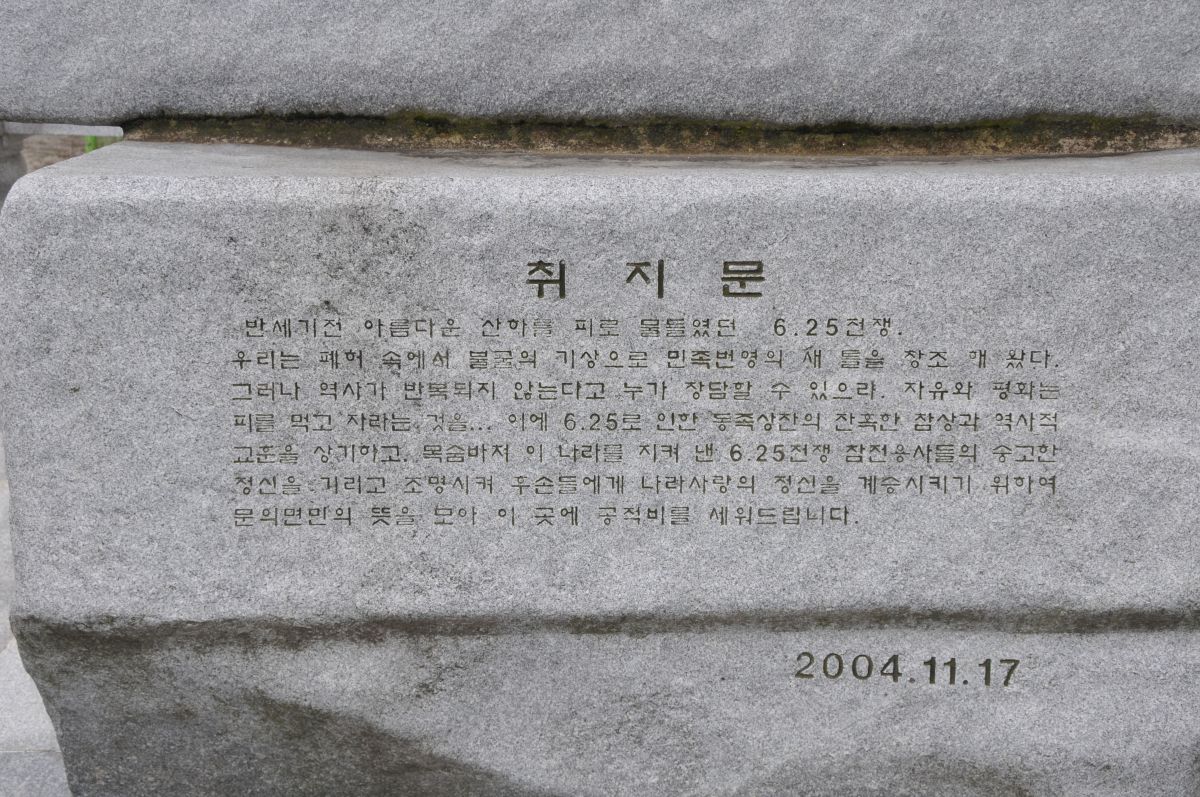 취 지 문
반세기전 아름다운 산하를 피로 물들였던 6.25전쟁.
우리는 폐허 속에서 불굴의 기상으로 민족번영의 새 틀을 창조 해 왔다.
그러나 역사가 반복되지 않는다고 누가 장담할 수 있으랴. 자유와 평화는
피를 먹고 자라는 것을... 이에 6.25로 인한 동족상잔의 잔혹한 참상과 역사적
교훈을 상기하고, 목숨바쳐 이 나라를 지켜 낸 6.25전쟁 참전용사들의 숭고한
정신을 기리고 조명시켜 후손들에게 나라사랑의 정신을 계승시키기 위하여
문의면민의 뜻을 모아 이 곳에 공적비를 세워드립니다.
2004.11.17